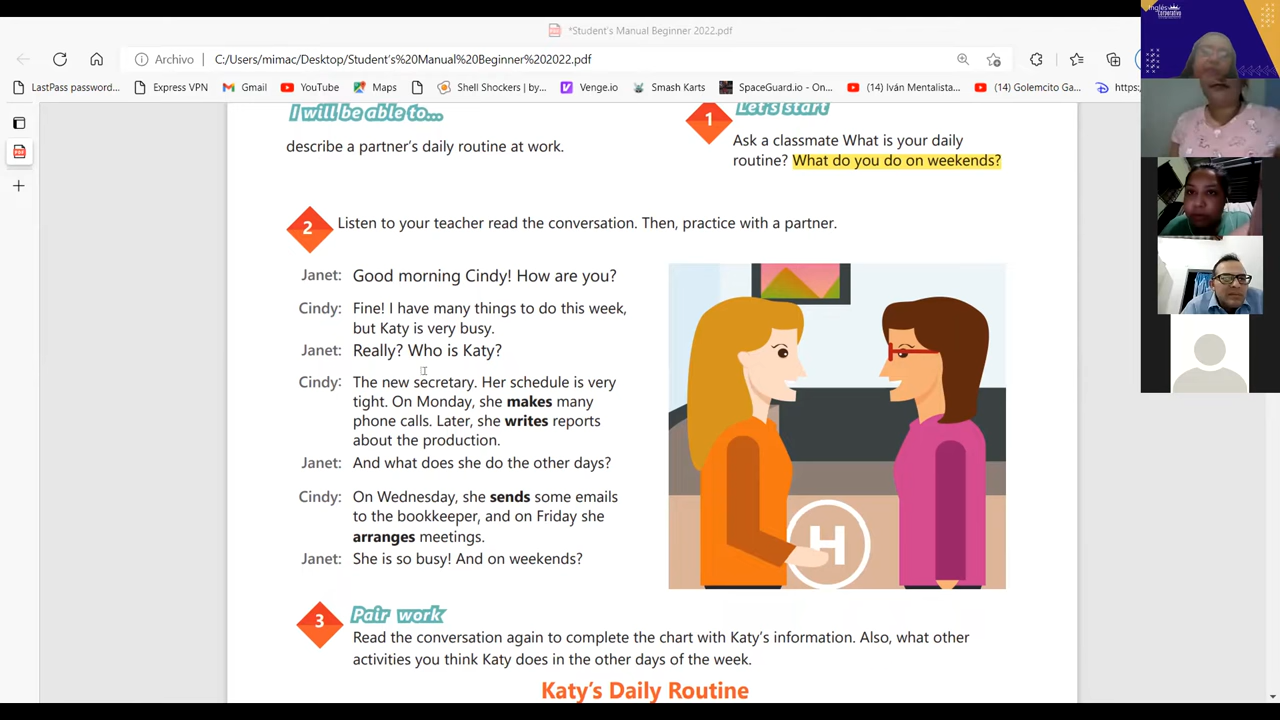 *Student's Manual Beginner 2022.pdf
Archivo
C:/Users/mimac/Desktop/Student's%20Manual%20Beginner%202022.pdf
LastPass password...
Express VPN
Gmail
YouTube
Maps
Shell Shockers | by...
Venge.io
Smash Karts
SpaceGuard.io - On...
(14) Iván Mentalista...
(14) Golemcito Ga...
https:
Inglés
Corporativo
I will be able to...
describe a partner's daily routine at work.
1
Let's start
Ask a classmate What is your daily
routine? What do you do on weekends?
2
Listen to your teacher read the conversation. Then, practice with a partner.
Janet: Good morning Cindy! How are you?
Cindy: Fine! I have many things to do this week,
but Katy is very busy.
Janet: Really? Who is Katy?
Cindy: The new secretary. Her schedule is very
tight. On Monday, she makes many
phone calls. Later, she writes reports
about the production.
Janet: And what does she do the other days?
Cindy: On Wednesday, she sends some emails
to the bookkeeper, and on Friday she
arranges meetings.
Janet: She is so busy! And on weekends?
H
3
Pair work
Read the conversation again to complete the chart with Katy's information. Also, what other
activities you think Katy does in the other days of the week.
Katy's Daily Routine